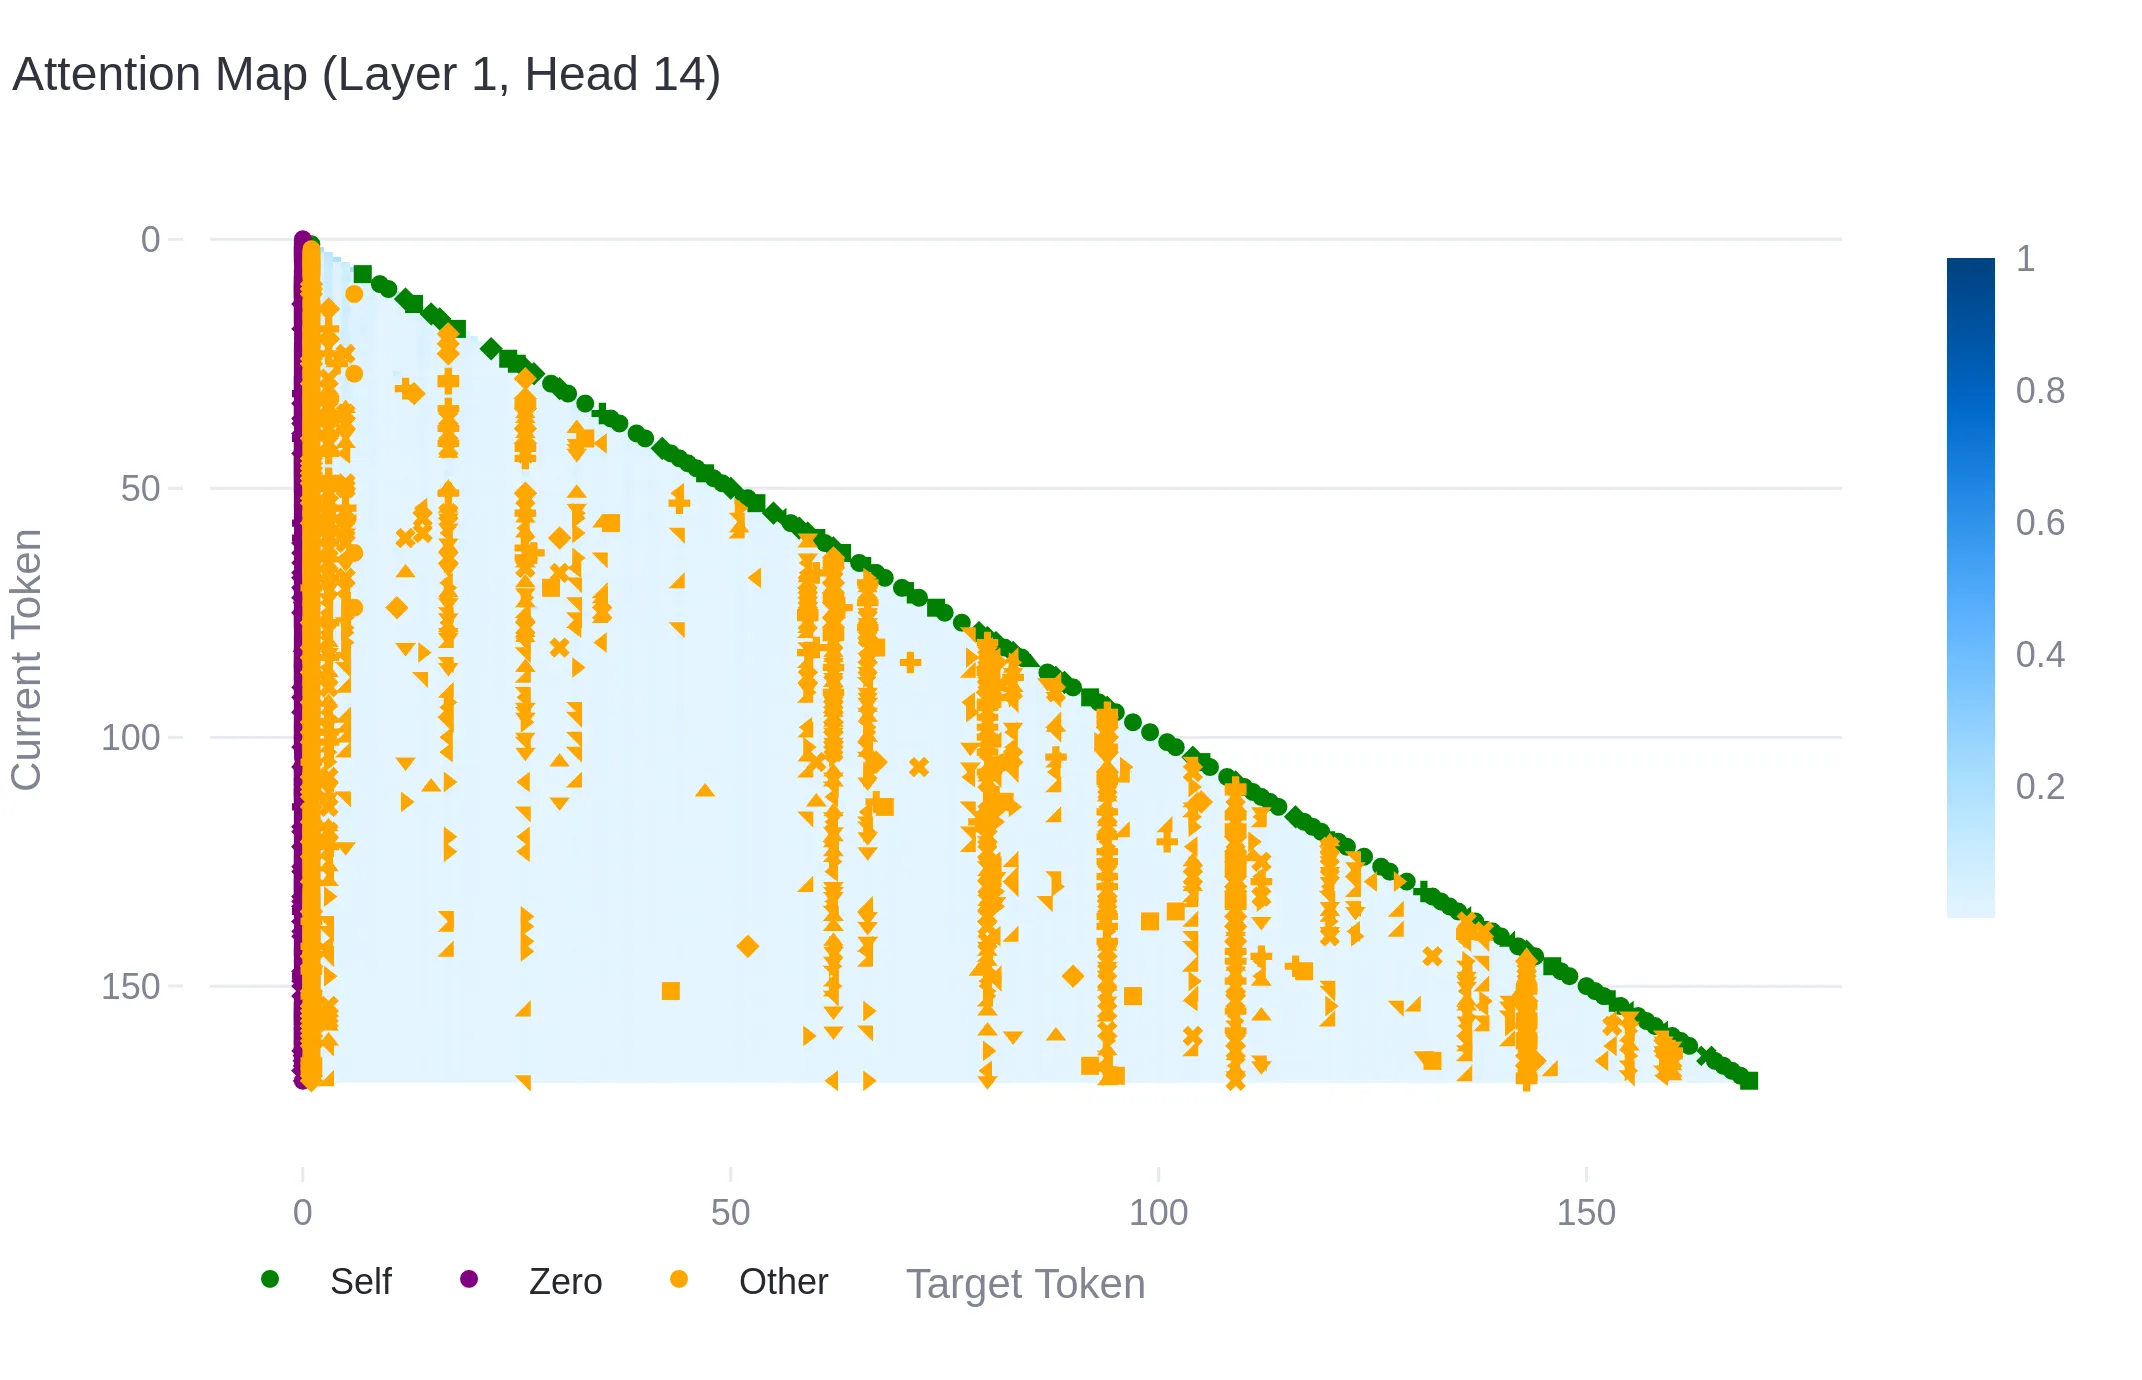 Attention Map (Layer 1, Head 14)
0
50
100
150
Current Token
0
50
100
150
Target Token
Self
Zero
Other
1
0.8
0.6
0.4
0.2